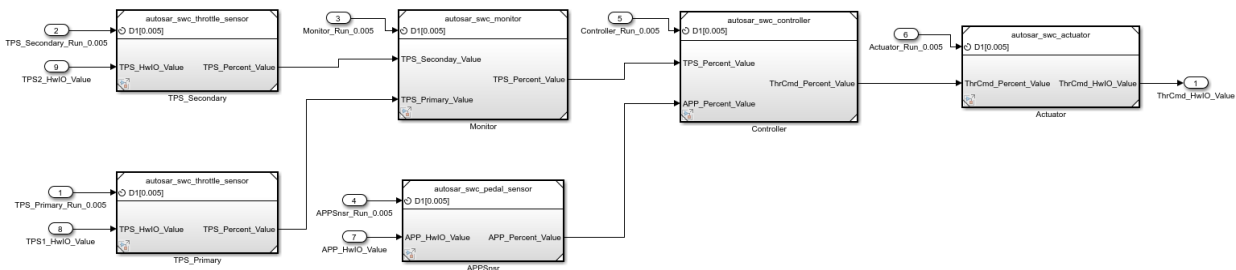 autosar_swc_throttle_sensor
2
D1[0.005]
TPS_Secondary_Run_0.005
9
TPS_HwIO_Value
TPS_Percent_Value
TPS2_HwIO_Value
TPS_Secondary
autosar_swc_monitor
3
D1[0.005]
Monitor_Run_0.005
TPS_Seconday_Value
TPS_Percent_Value
TPS_Primary_Value
Monitor
autosar_swc_controller
5
D1[0.005]
Controller_Run_0.005
TPS_Percent_Value
ThrCmd_Percent_Value
APP_Percent_Value
Controller
autosar_swc_actuator
6
D1[0.005]
Actuator_Run_0.005
ThrCmd_Percent_Value
ThrCmd_HwIO_Value
1
ThrCmd_HwIO_Value
Actuator
autosar_swc_throttle_sensor
1
D1[0.005]
TPS_Primary_Run_0.005
8
TPS_HwIO_Value
TPS_Percent_Value
TPS1_HwIO_Value
TPS_Primary
autosar_swc_pedal_sensor
4
D1[0.005]
APPSnsr_Run_0.005
7
APP_HwIO_Value
APP_Percent_Value
APP_HwIO_Value
APPSnsr